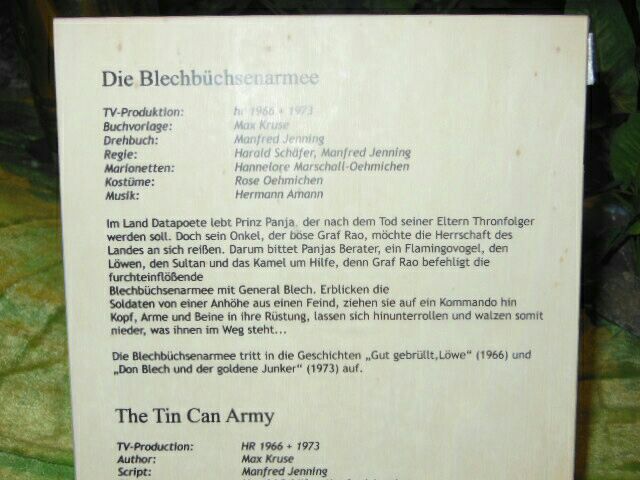 Die Blechbüchsenarmee
TV-Produktion: hr 1966 + 1973
Buchvorlage: Max Kruse
Drehbuch: Manfred Jenning
Regie: Harald Schäfer, Manfred Jenning
Marionetten: Hannelore Marschall-Oehmichen
Kostüme: Rose Oehmichen
Musik: Hermann Amann
Im Land Datapoete lebt Prinz Panja, der nach dem Tod seiner Eltern Thronfolger
werden soll. Doch sein Onkel, der böse Graf Rao, möchte die Herrschaft des
Landes an sich reißen. Darum bittet Panjas Berater, ein Flamingovogel, den
Löwen, den Sultan und das Kamel um Hilfe, denn Graf Rao befehligt die
furchteinflößende
Blechbüchsenarmee mit General Blech. Erblicken die
Soldaten von einer Anhöhe aus einen Feind, ziehen sie auf ein Kommando hin
Kopf, Arme und Beine in ihre Rüstung, lassen sich hinunterrollen und walzen somit
nieder, was ihnen im Weg steht...
Die Blechbüchsenarmee tritt in die Geschichten „Gut gebrüllt,Löwe“ (1966) und
„Don Blech und der goldene Junker“ (1973) auf.
The Tin Can Army
TV-Production: HR 1966 + 1973
Author: Max Kruse
Script: Manfred Jenning